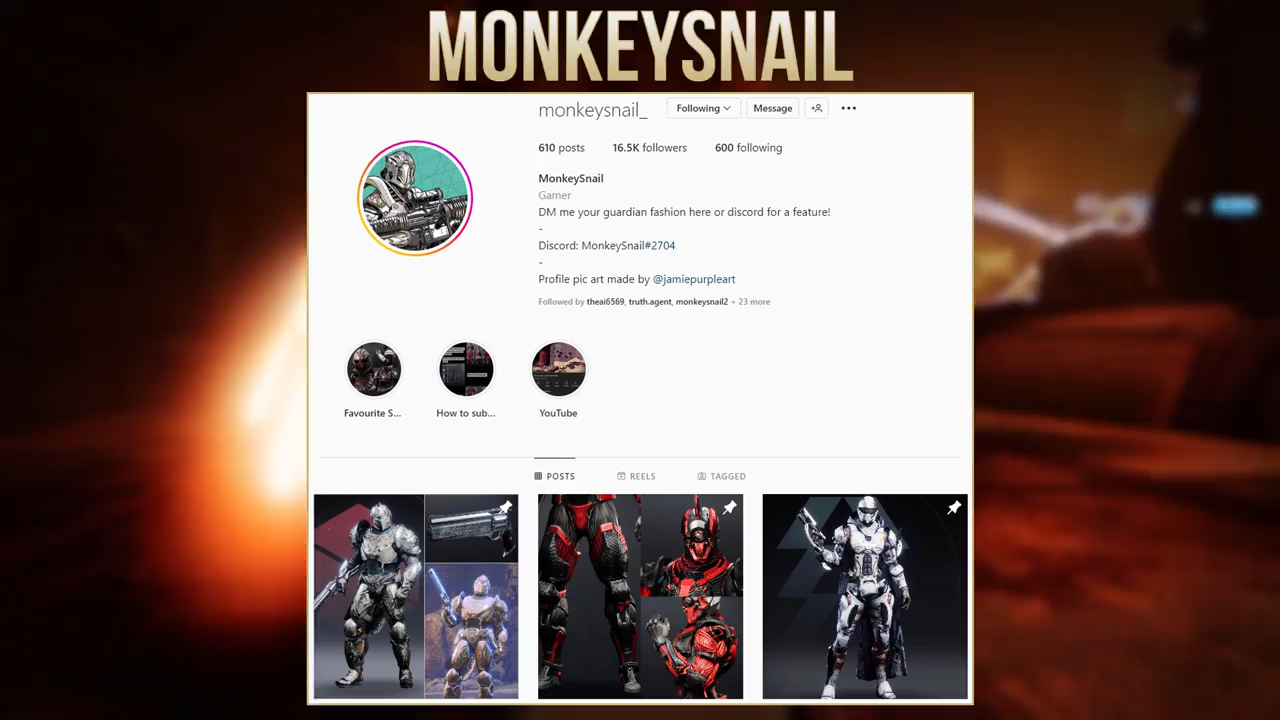 MONKEYSNAIL
monkeysnail_ Following Message
610 posts 16.5K followers 600 following
MonkeySnail
Gamer
DM me your guardian fashion here or discord for a feature!
-
Discord: MonkeySnail#2704
-
Profile pic art made by @jamiepurpleart
Followed by theai6569, truth.agent, monkeysnail2 + 23 more
Favourite S... How to sub... YouTube
POSTS REELS TAGGED